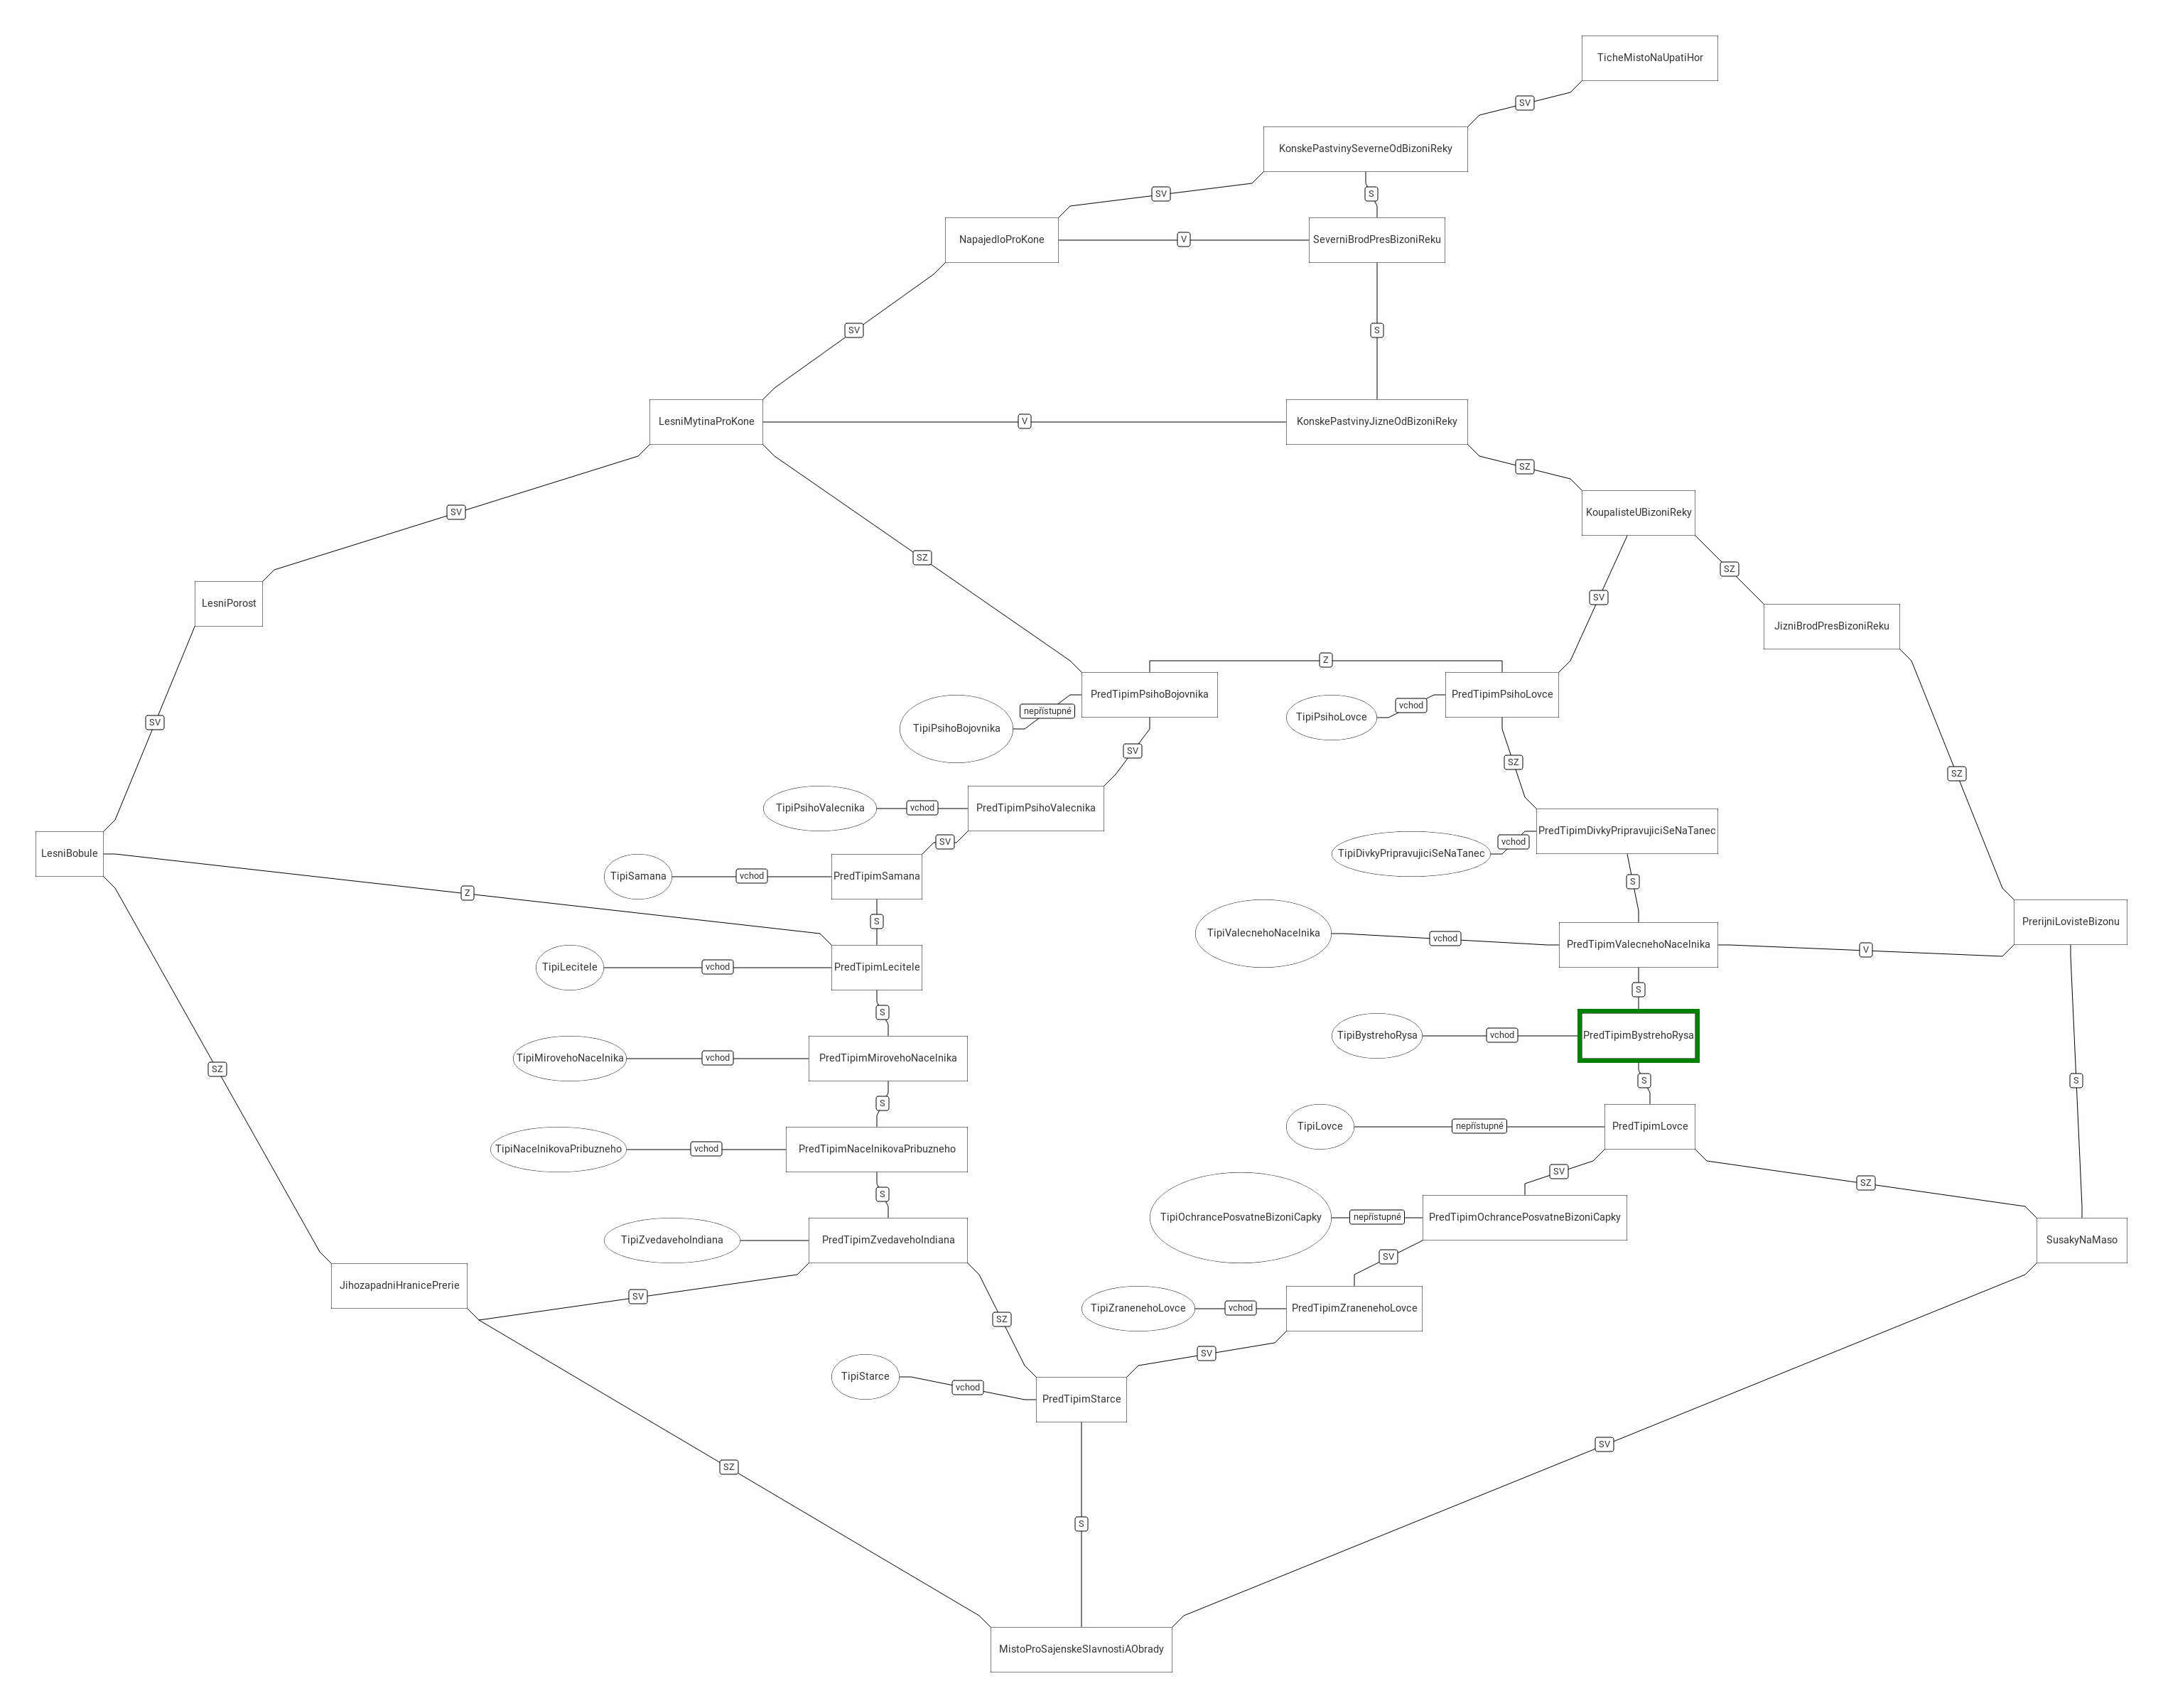 TicheMistoNaUpatiHor
SV
KonskePastvinySeverneOdBizoniReky
SV
S
NapajedloProKone
V
SeverniBrodPresBizoniReku
SV
S
LesniMytinaProKone
V
KonskePastvinyJizneOdBizoniReky
SZ
SV
KoupalisteUBizoniReky
SZ
SZ
SV
LesniPorost
JizniBrodPresBizoniReku
Z
PredTipimPsihoBojovnika
PredTipimPsihoLovce
nepřístupné
vchod
TipiPsihoBojovnika
TipiPsihoLovce
SV
SV
SZ
SZ
TipiPsihoValecnika
vchod
PredTipimPsihoValecnika
PredTipimDivkyPripravujiciSeNaTanec
SV
vchod
LesniBobule
TipiDivkyPripravujiciSeNaTanec
TipiSamana
vchod
PredTipimSamana
S
Z
S
PrerijniLovisteBizonu
TipiValecnehoNacelnika
vchod
PredTipimValecnehoNacelnika
V
TipiLecitele
vchod
PredTipimLecitele
S
S
TipiBystrehoRysa
vchod
PredTipimBystrehoRysa
TipiMirovehoNacelnika
vchod
PredTipimMirovehoNacelnika
SZ
S
S
S
TipiLovce
nepřístupné
PredTipimLovce
TipiNacelnikovaPribuzneho
vchod
PredTipimNacelnikovaPribuzneho
SV
SZ
S
TipiOchrancePosvatneBizoniCapky
nepřístupné
PredTipimOchrancePosvatneBizoniCapky
TipiZvedavehoIndiana
PredTipimZvedavehoIndiana
SusakyNaMaso
SV
JihozapadniHranicePrerie
SV
TipiZranenehoLovce
vchod
PredTipimZranenehoLovce
SZ
SV
TipiStarce
vchod
PredTipimStarce
SV
SZ
S
MistoProSajenskeSlavnostiAObrady